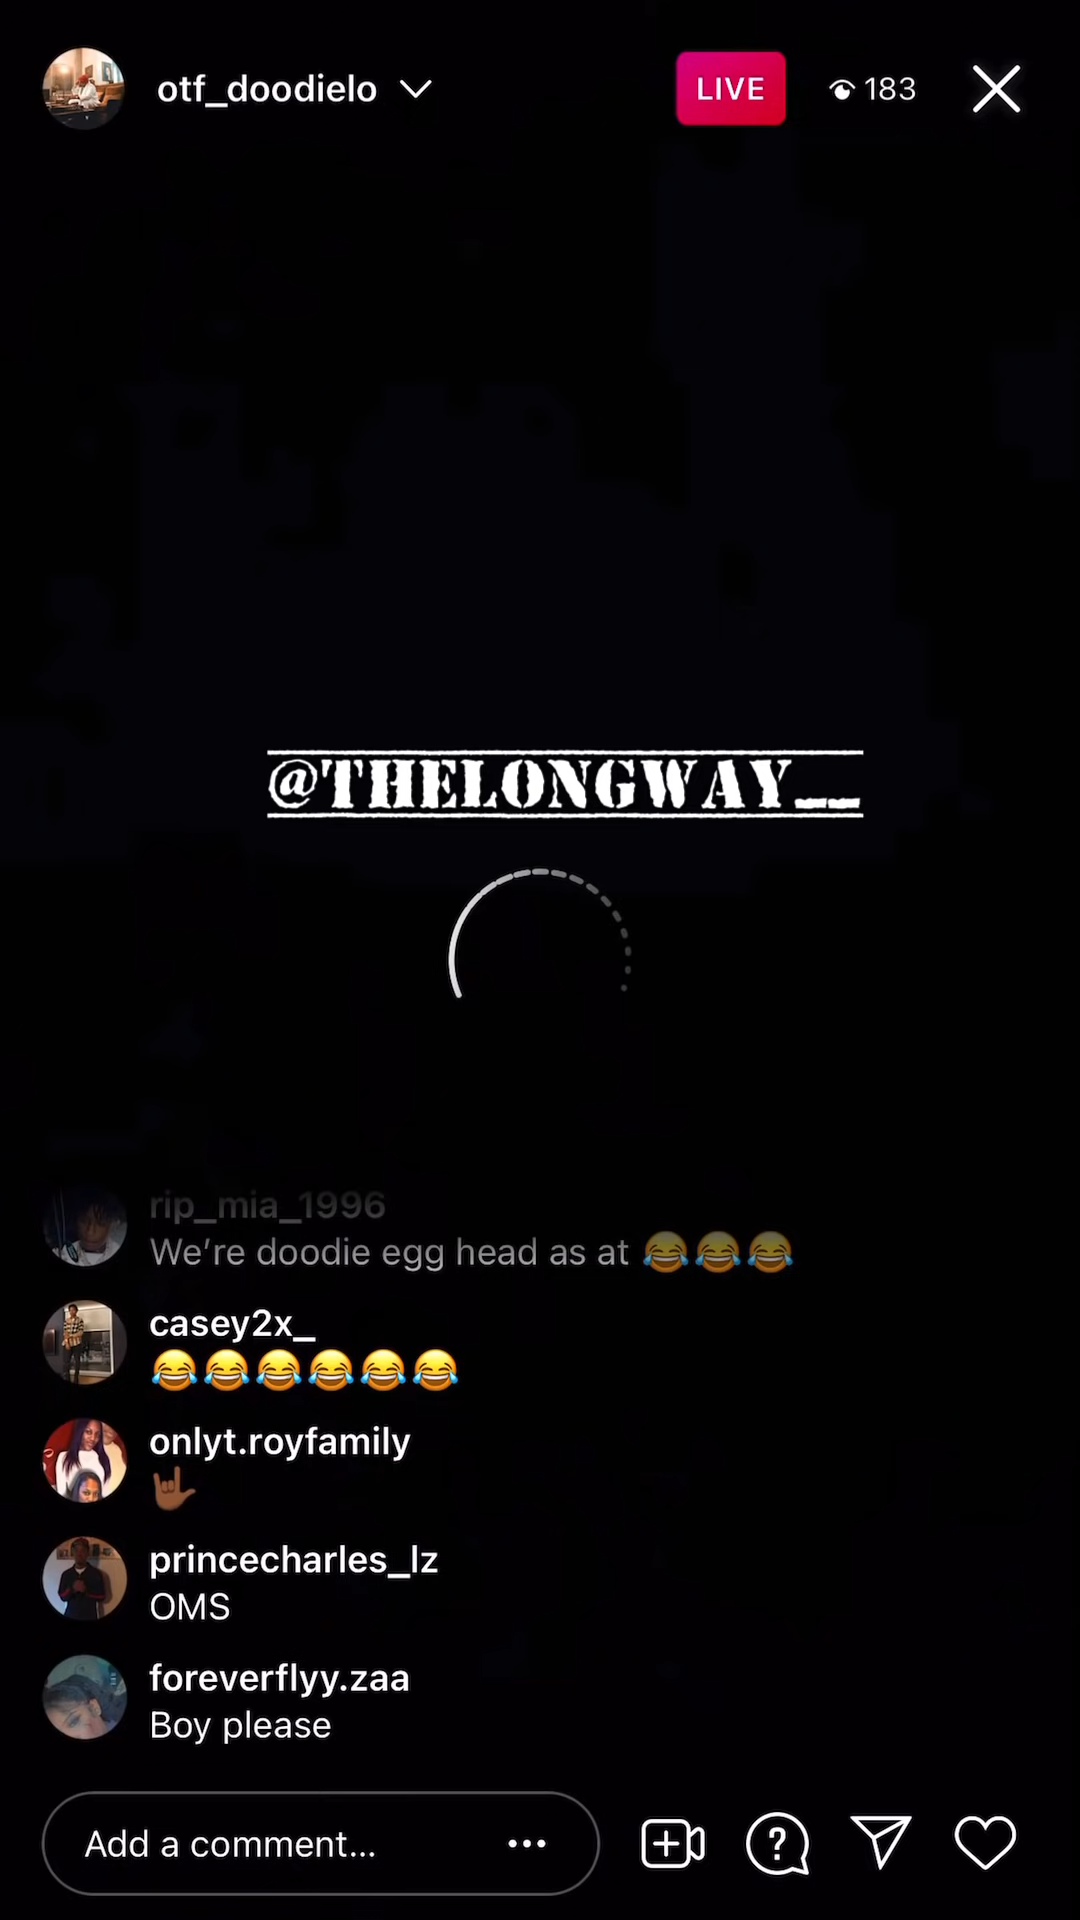 otf_doodielo
LIVE
183
@THELONGWAY__
rip_mia_1996
We’re doodie egg head as at 😂😂😂
casey2x_
😂😂😂😂😂😂
onlyt.royfamily
🤟🏾
princecharles_lz
OMS
foreverflyy.zaa
Boy please
Add a comment...